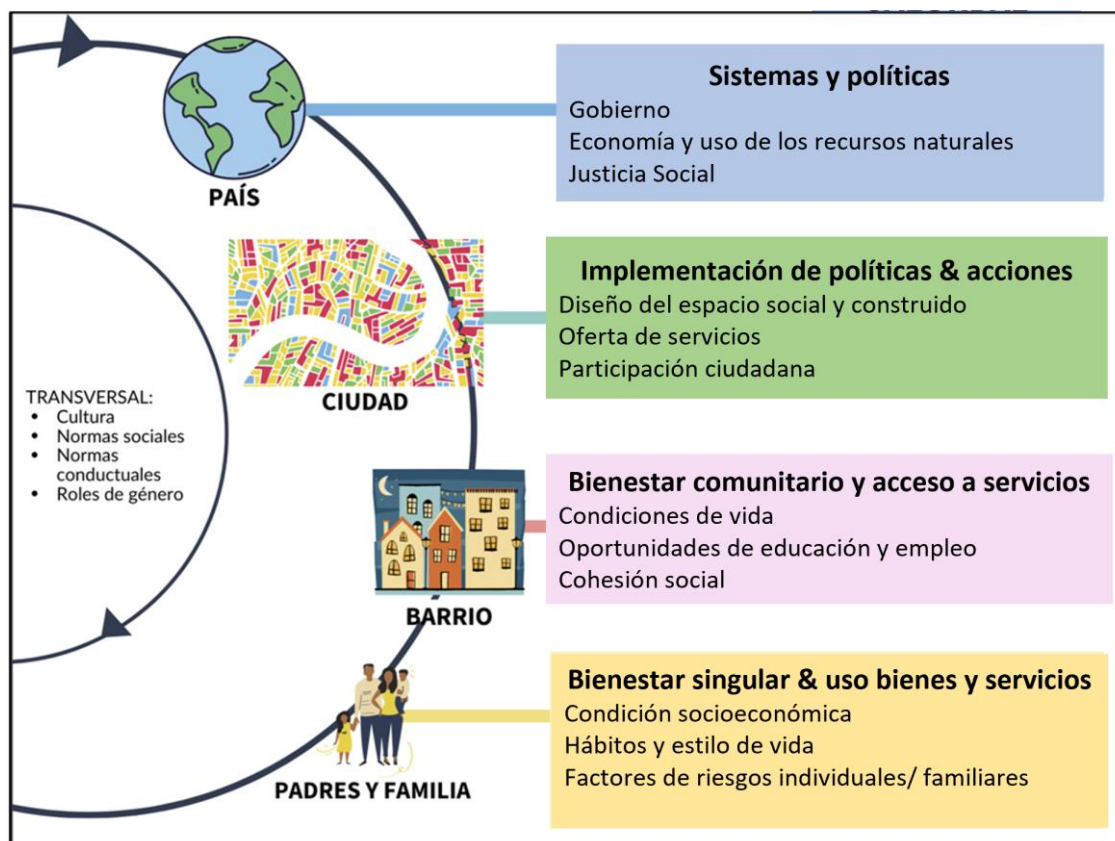 PAÍS
Sistemas y políticas
Gobierno
Economía y uso de los recursos naturales
Justicia Social
CIUDAD
Implementación de políticas & acciones
Diseño del espacio social y construido
Oferta de servicios
Participación ciudadana
TRANSVERSAL:
• Cultura
• Normas sociales
• Normas
conductuales
• Roles de género
BARRIO
Bienestar comunitario y acceso a servicios
Condiciones de vida
Oportunidades de educación y empleo
Cohesión social
PADRES Y FAMILIA
Bienestar singular & uso bienes y servicios
Condición socioeconómica
Hábitos y estilo de vida
Factores de riesgos individuales/ familiares